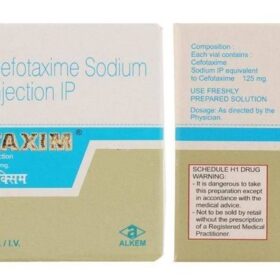 efotaxime Sodium
jection IP
TAXIM®
ction
mg.
क्सिम
. / I.V.
ALKEM
Composition :
Each vial contains :
Cefotaxime
Sodium IP equivalent
to Cefotaxime 125 mg.
USE FRESHLY
PREPARED SOLUTION
Dosage: As directed by the
Physician.
SCHEDULE H1 DRUG
WARNING:
- It is dangerous to take
this preparation except in
accordance with the
medical advice.
- Not to be sold by retail
without the prescription
of a Registered Medical
Practitioner.